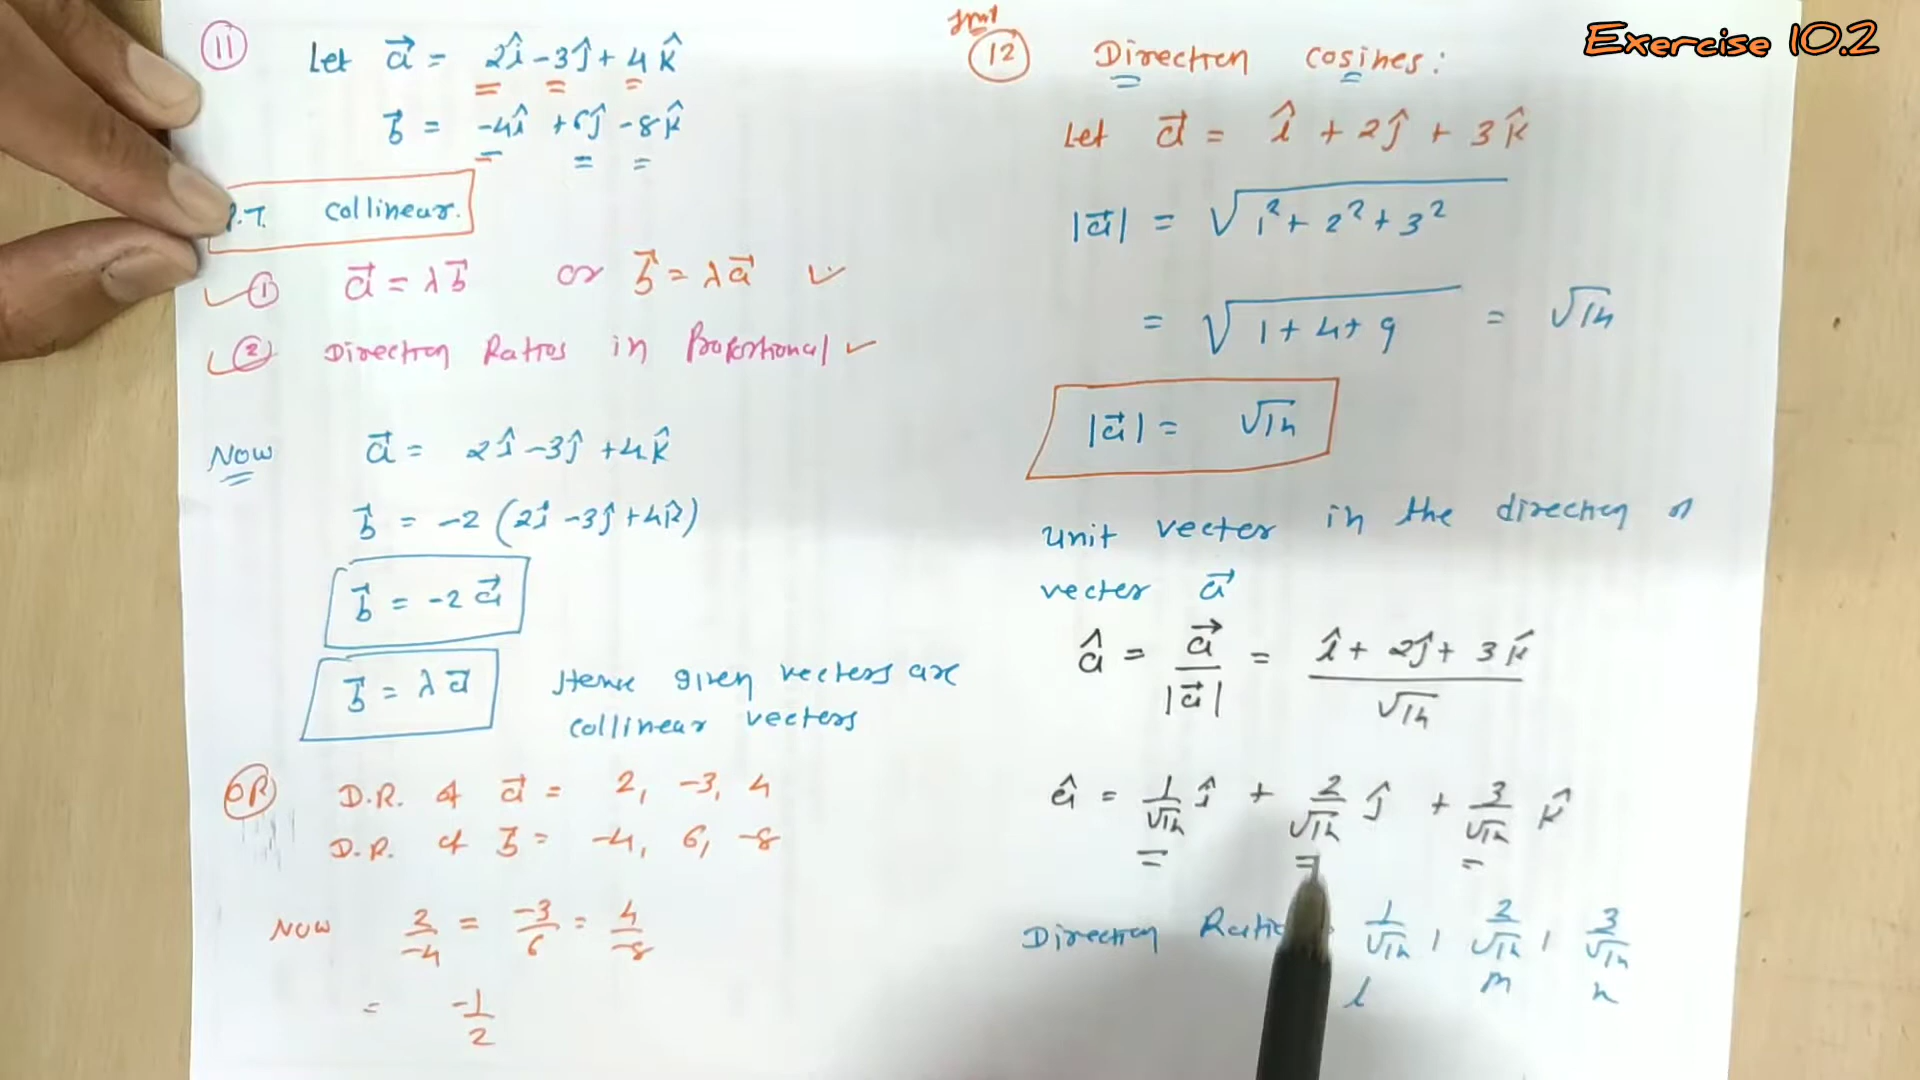 Exercise 10.2
11 Let a⃗ = 2î - 3ĵ + 4k̂
b⃗ = -4î + 6ĵ - 8k̂
P.T. Collinear.
① a⃗ = λb⃗ or b⃗ = λa⃗ ✓
② Direction Ratios in Proportional ✓
Now a⃗ = 2î - 3ĵ + 4k̂
b⃗ = -2 (2î - 3ĵ + 4k̂)
b⃗ = -2a⃗
b⃗ = λa⃗ Hence given vectors are
collinear vectors
OR D.R. of a⃗ = 2, -3, 4
D.R. of b⃗ = -4, 6, -8
Now 2/-4 = -3/6 = 4/-8
= -1/2
Imt
12 Direction cosines:
Let a⃗ = î + 2ĵ + 3k̂
|a⃗| = √1² + 2² + 3²
= √1 + 4 + 9 = √14
|a⃗| = √14
Unit vector in the direction of
vector a⃗
â = a⃗/|a⃗| = î + 2ĵ + 3k̂/√14
â = 1/√14 î + 2/√14 ĵ + 3/√14 k̂
Direction 1/√14, 2/√14, 3/√14
l m n